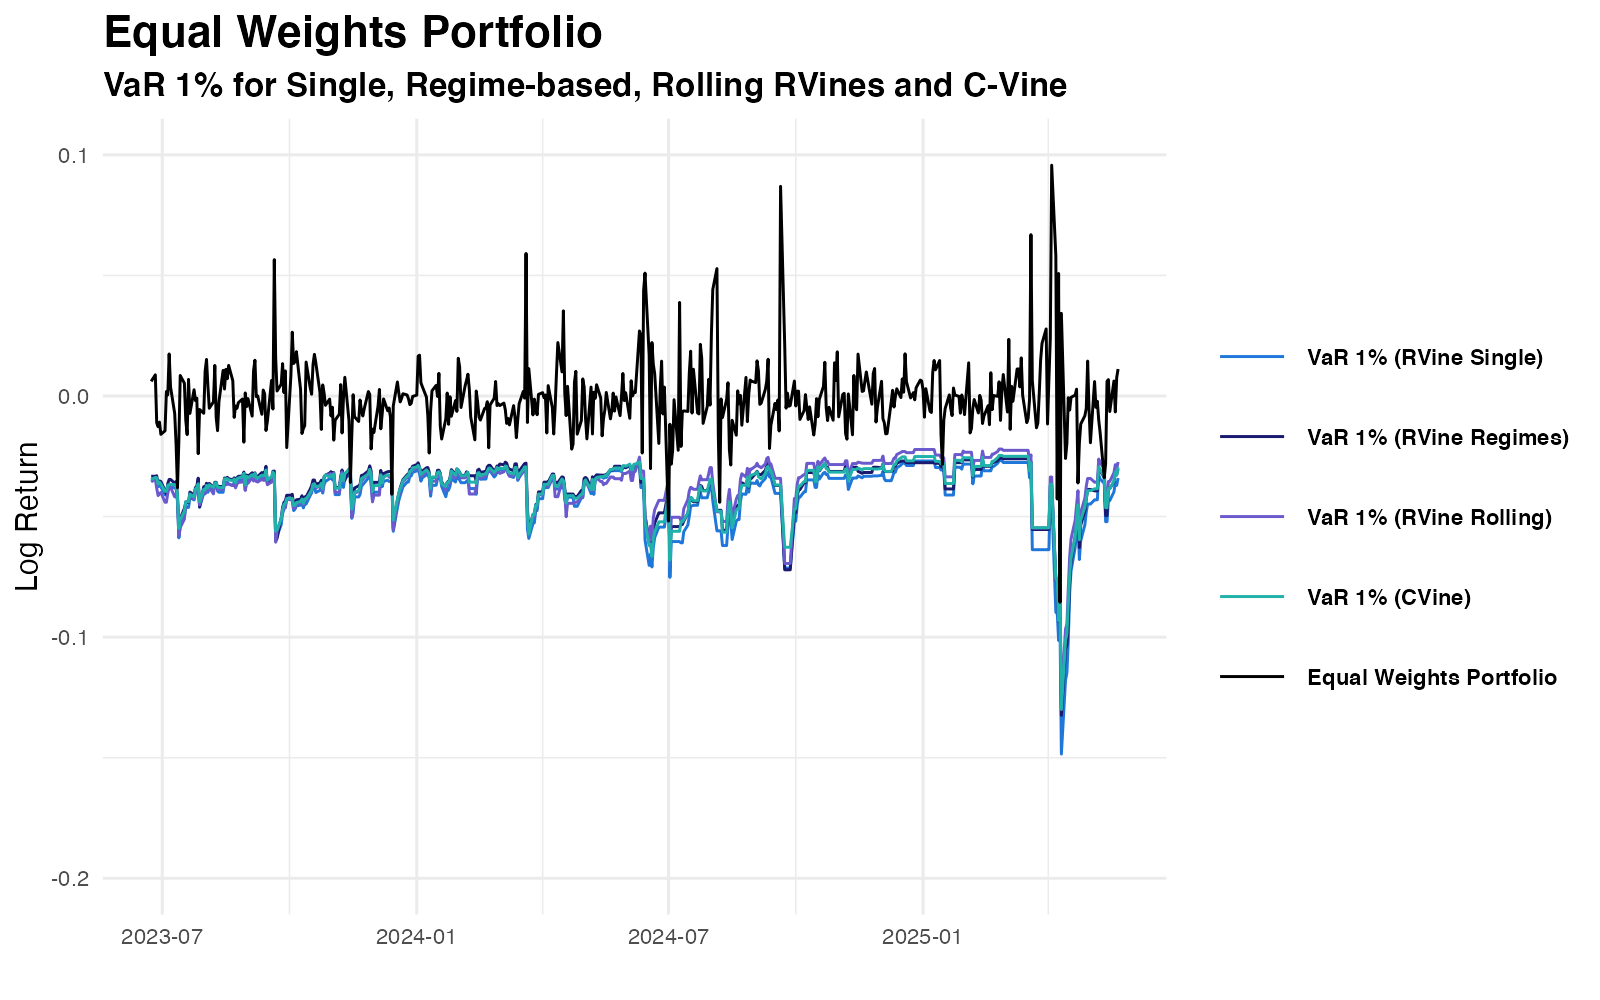 Equal Weights Portfolio
VaR 1% for Single, Regime-based, Rolling RVines and C-Vine
Log Return
0.1
0.0
-0.1
-0.2
2023-07
2024-01
2024-07
2025-01
VaR 1% (RVine Single)
VaR 1% (RVine Regimes)
VaR 1% (RVine Rolling)
VaR 1% (CVine)
Equal Weights Portfolio